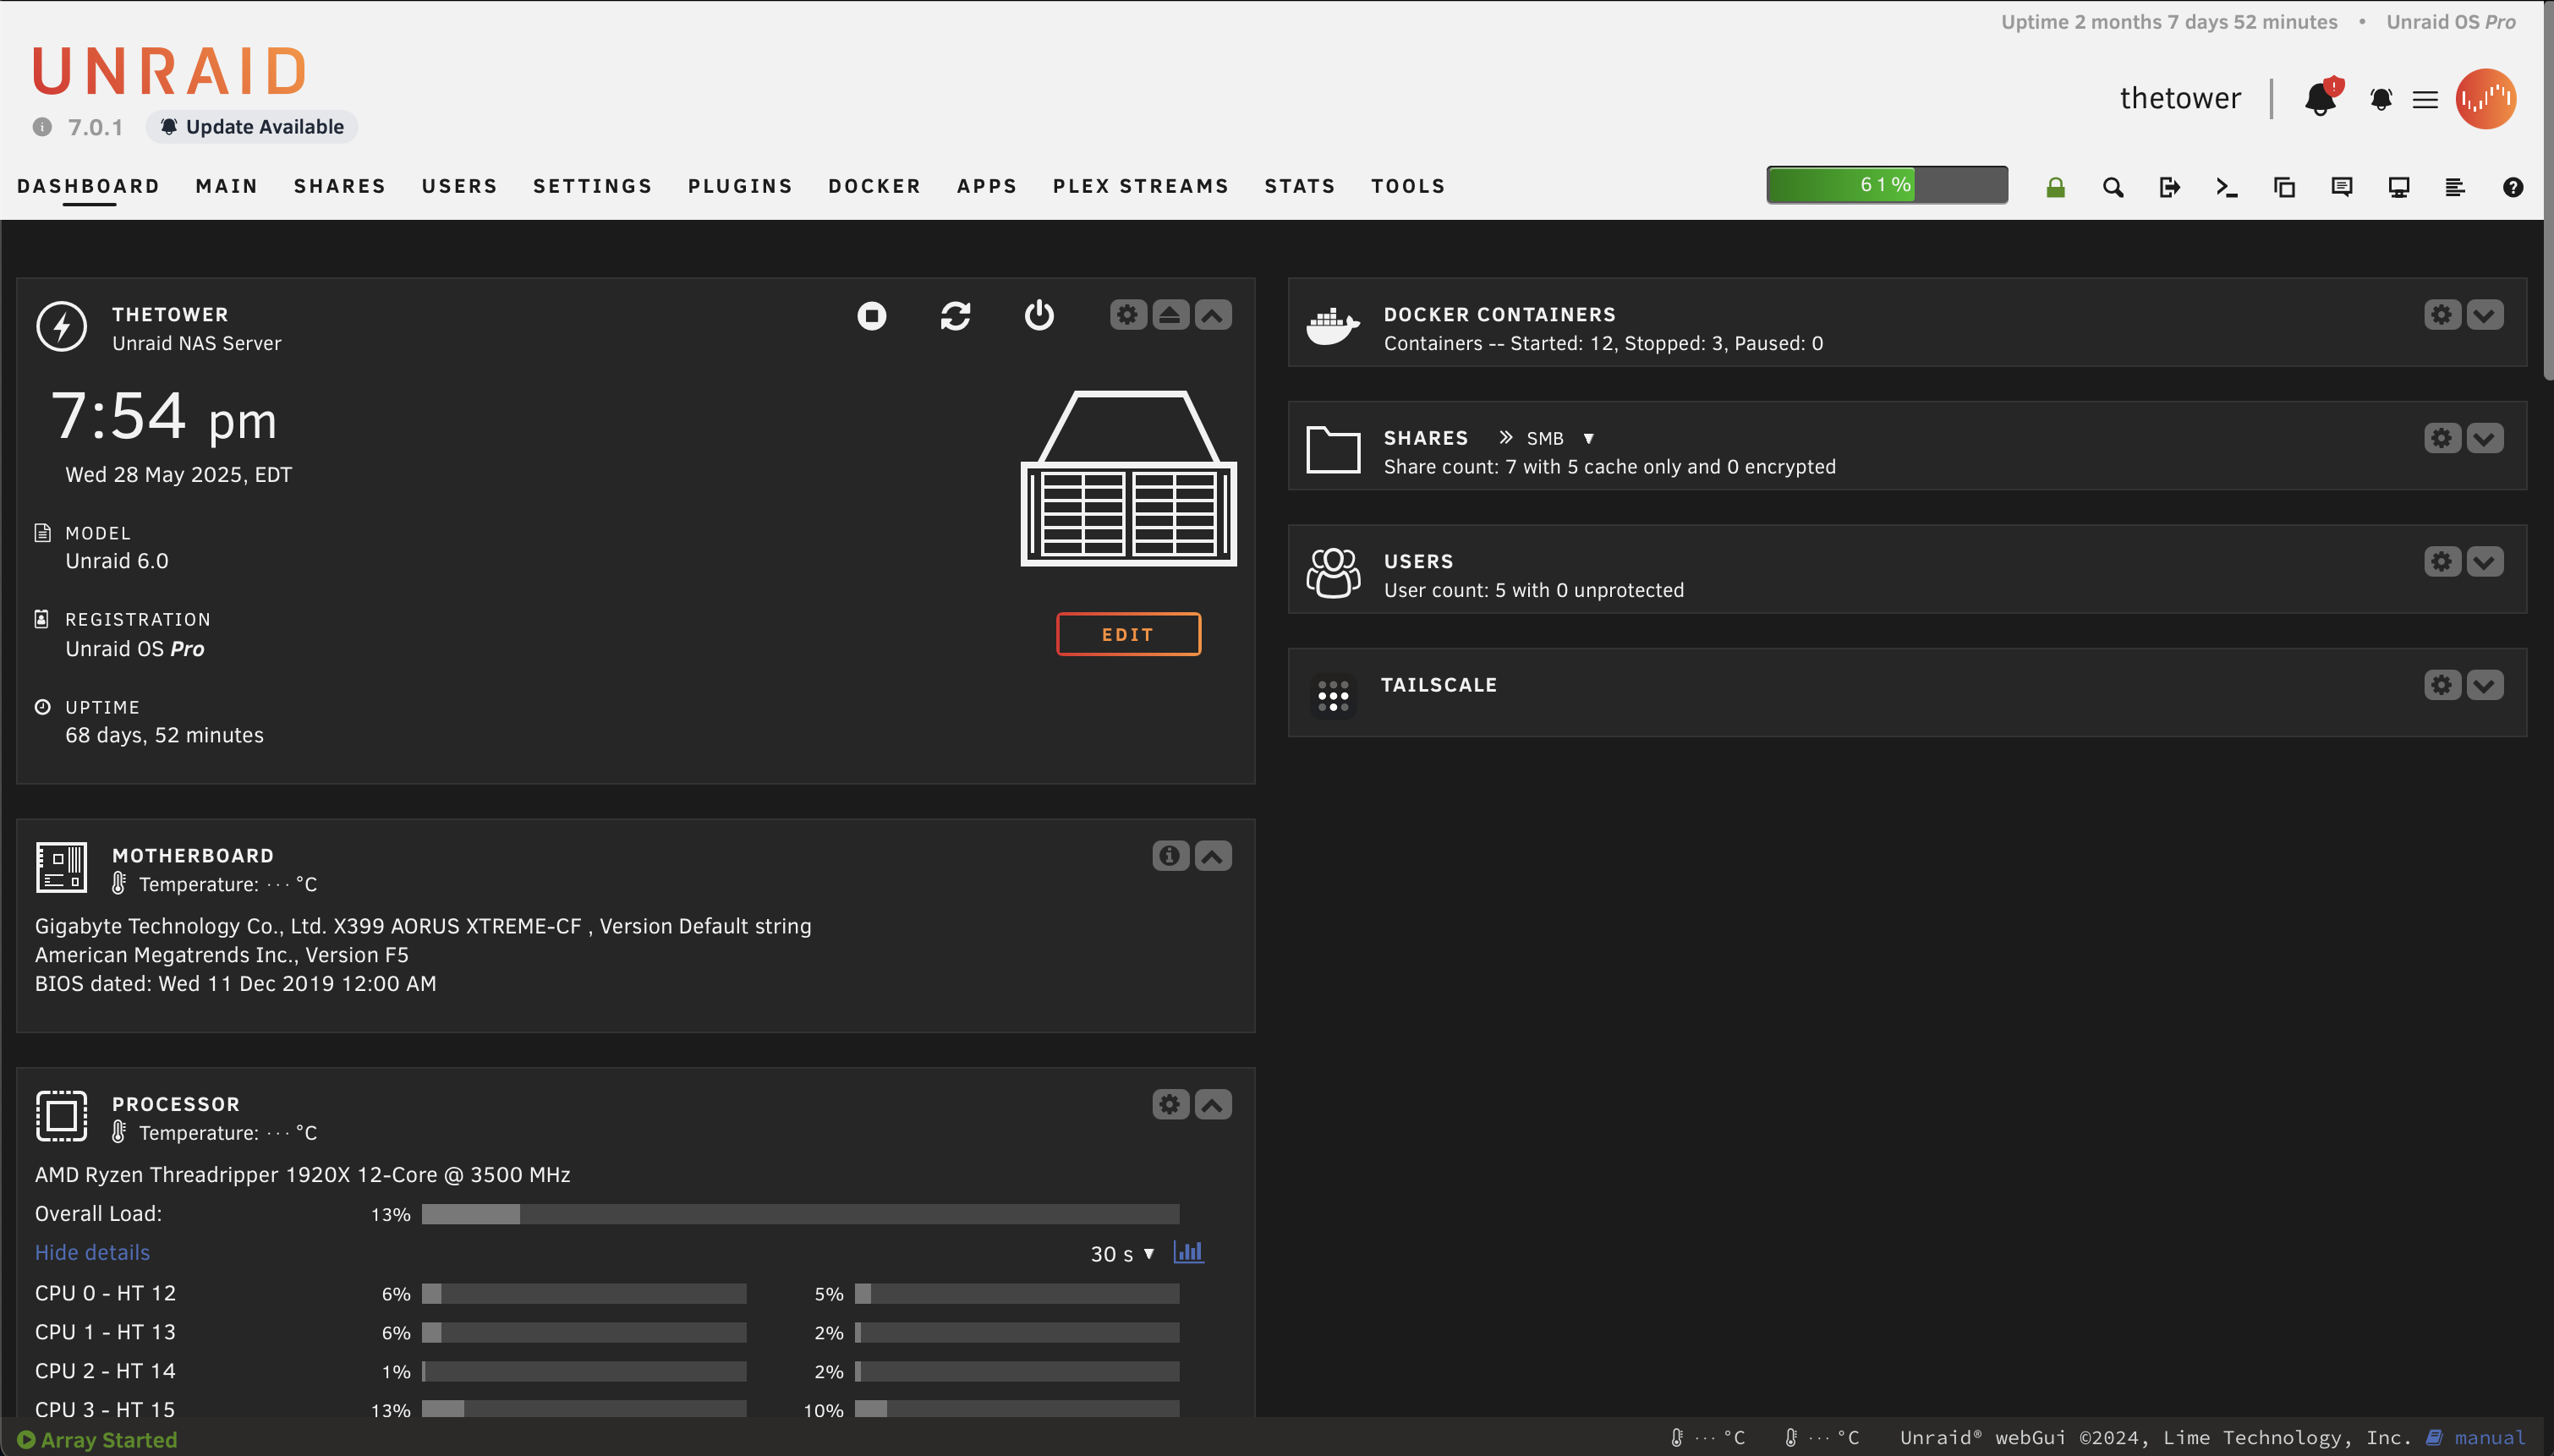 Uptime 2 months 7 days 52 minutes • Unraid OS Pro
UNRAID
thetower
7.0.1 Update Available
DASHBOARD MAIN SHARES USERS SETTINGS PLUGINS DOCKER APPS PLEX STREAMS STATS TOOLS 61%
THETOWER
Unraid NAS Server
7:54 pm
Wed 28 May 2025, EDT
MODEL
Unraid 6.0
REGISTRATION
Unraid OS Pro
EDIT
UPTIME
68 days, 52 minutes
MOTHERBOARD
Temperature: ··· °C
Gigabyte Technology Co., Ltd. X399 AORUS XTREME-CF , Version Default string
American Megatrends Inc., Version F5
BIOS dated: Wed 11 Dec 2019 12:00 AM
PROCESSOR
Temperature: ··· °C
AMD Ryzen Threadripper 1920X 12-Core @ 3500 MHz
Overall Load: 13%
Hide details 30 s ▼
CPU 0 - HT 12 6% 5%
CPU 1 - HT 13 6% 2%
CPU 2 - HT 14 1% 2%
CPU 3 - HT 15 13% 10%
DOCKER CONTAINERS
Containers -- Started: 12, Stopped: 3, Paused: 0
SHARES » SMB ▼
Share count: 7 with 5 cache only and 0 encrypted
USERS
User count: 5 with 0 unprotected
TAILSCALE
Array Started ··· °C ··· °C Unraid® webGui ©2024, Lime Technology, Inc. manual